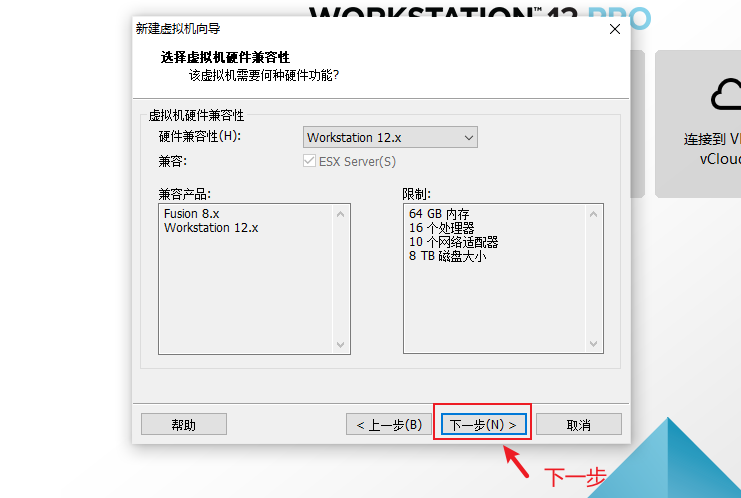 WORKSTATION™ 12 PRO
新建虚拟机向导
选择虚拟机硬件兼容性
该虚拟机需要何种硬件功能?
虚拟机硬件兼容性
硬件兼容性(H):
Workstation 12.x
兼容:
ESX Server(S)
兼容产品:
Fusion 8.x
Workstation 12.x
限制:
64 GB 内存
16 个处理器
10 个网络适配器
8 TB 磁盘大小
连接到
vClou
帮助
< 上一步(B)
下一步(N) >
取消
下一步